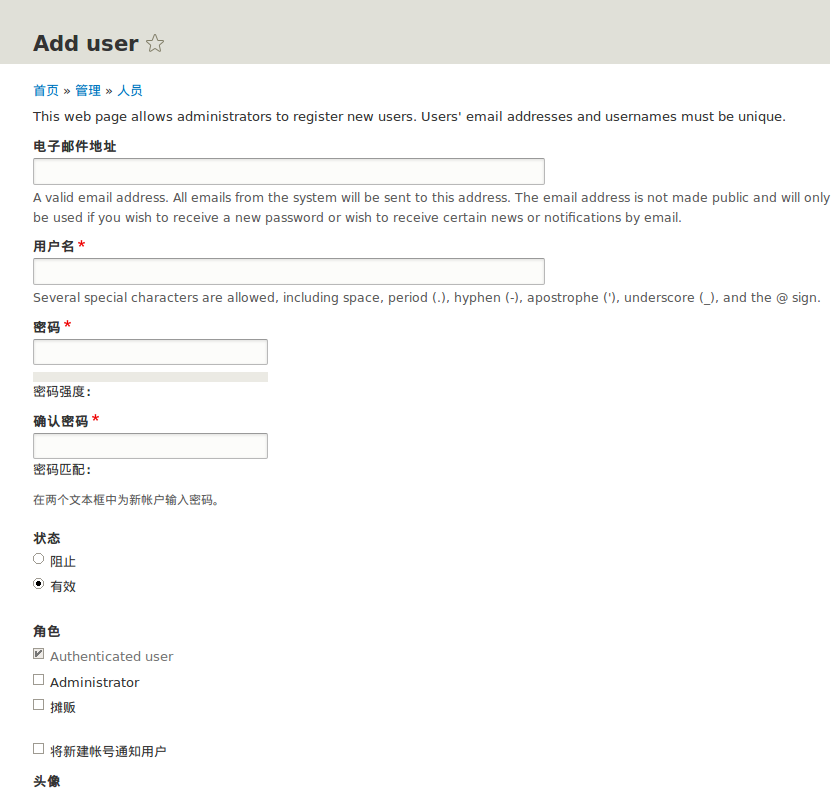 Add user
首页 » 管理 » 人员
This web page allows administrators to register new users. Users' email addresses and usernames must be unique.
电子邮件地址
A valid email address. All emails from the system will be sent to this address. The email address is not made public and will only
be used if you wish to receive a new password or wish to receive certain news or notifications by email.
用户名 *
Several special characters are allowed, including space, period (.), hyphen (-), apostrophe ('), underscore (_), and the @ sign.
密码 *
密码强度：
确认密码 *
密码匹配：
在两个文本框中为新帐户输入密码。
状态
阻止
有效
角色
Authenticated user
Administrator
摊贩
将新建帐号通知用户
头像